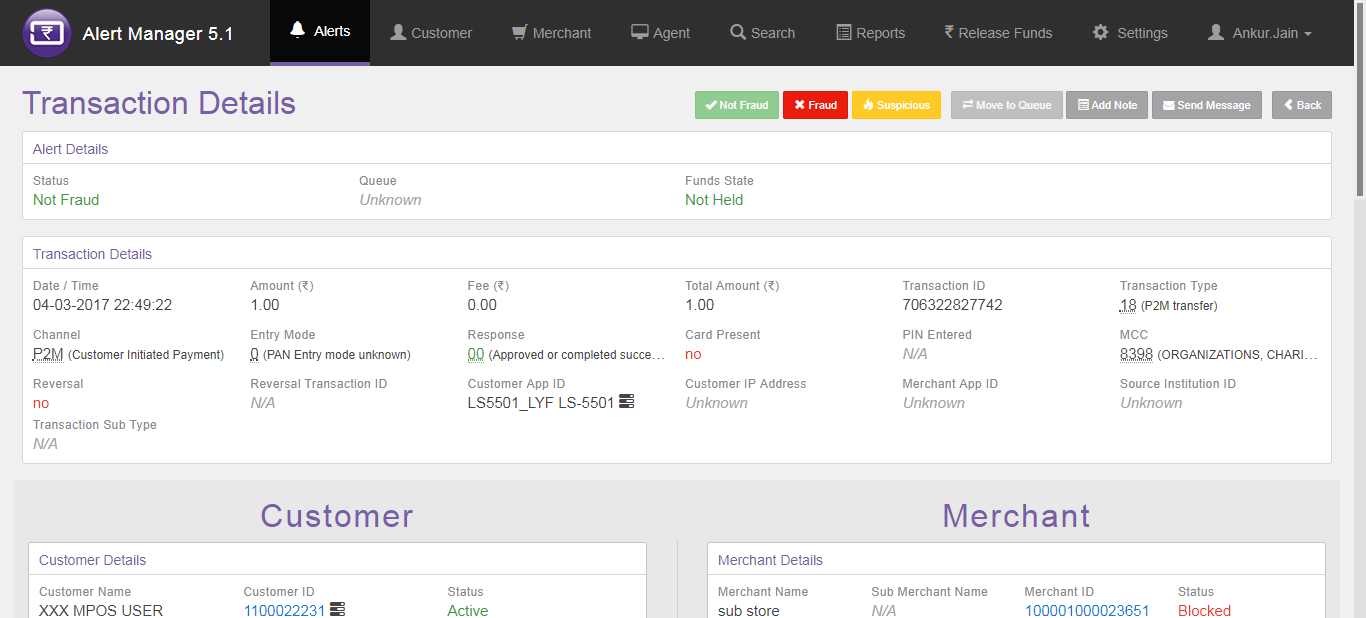 Alert Manager 5.1 Alerts Customer Merchant Agent Search Reports ₹ Release Funds Settings Ankur.Jain
Transaction Details Not Fraud Fraud Suspicious Move to Queue Add Note Send Message Back
Alert Details
Status Queue Funds State
Not Fraud Unknown Not Held
Transaction Details
Date / Time Amount (₹) Fee (₹) Total Amount (₹) Transaction ID Transaction Type
04-03-2017 22:49:22 1.00 0.00 1.00 706322827742 18 (P2M transfer)
Channel Entry Mode Response Card Present PIN Entered MCC
P2M (Customer Initiated Payment) 0 (PAN Entry mode unknown) 00 (Approved or completed succe... no N/A 8398 (ORGANIZATIONS, CHARI...
Reversal Reversal Transaction ID Customer App ID Customer IP Address Merchant App ID Source Institution ID
no N/A LS5501_LYF LS-5501 Unknown Unknown Unknown
Transaction Sub Type
N/A
Customer Merchant
Customer Details Merchant Details
Customer Name Customer ID Status Merchant Name Sub Merchant Name Merchant ID Status
XXX MPOS USER 1100022231 Active sub store N/A 100001000023651 Blocked